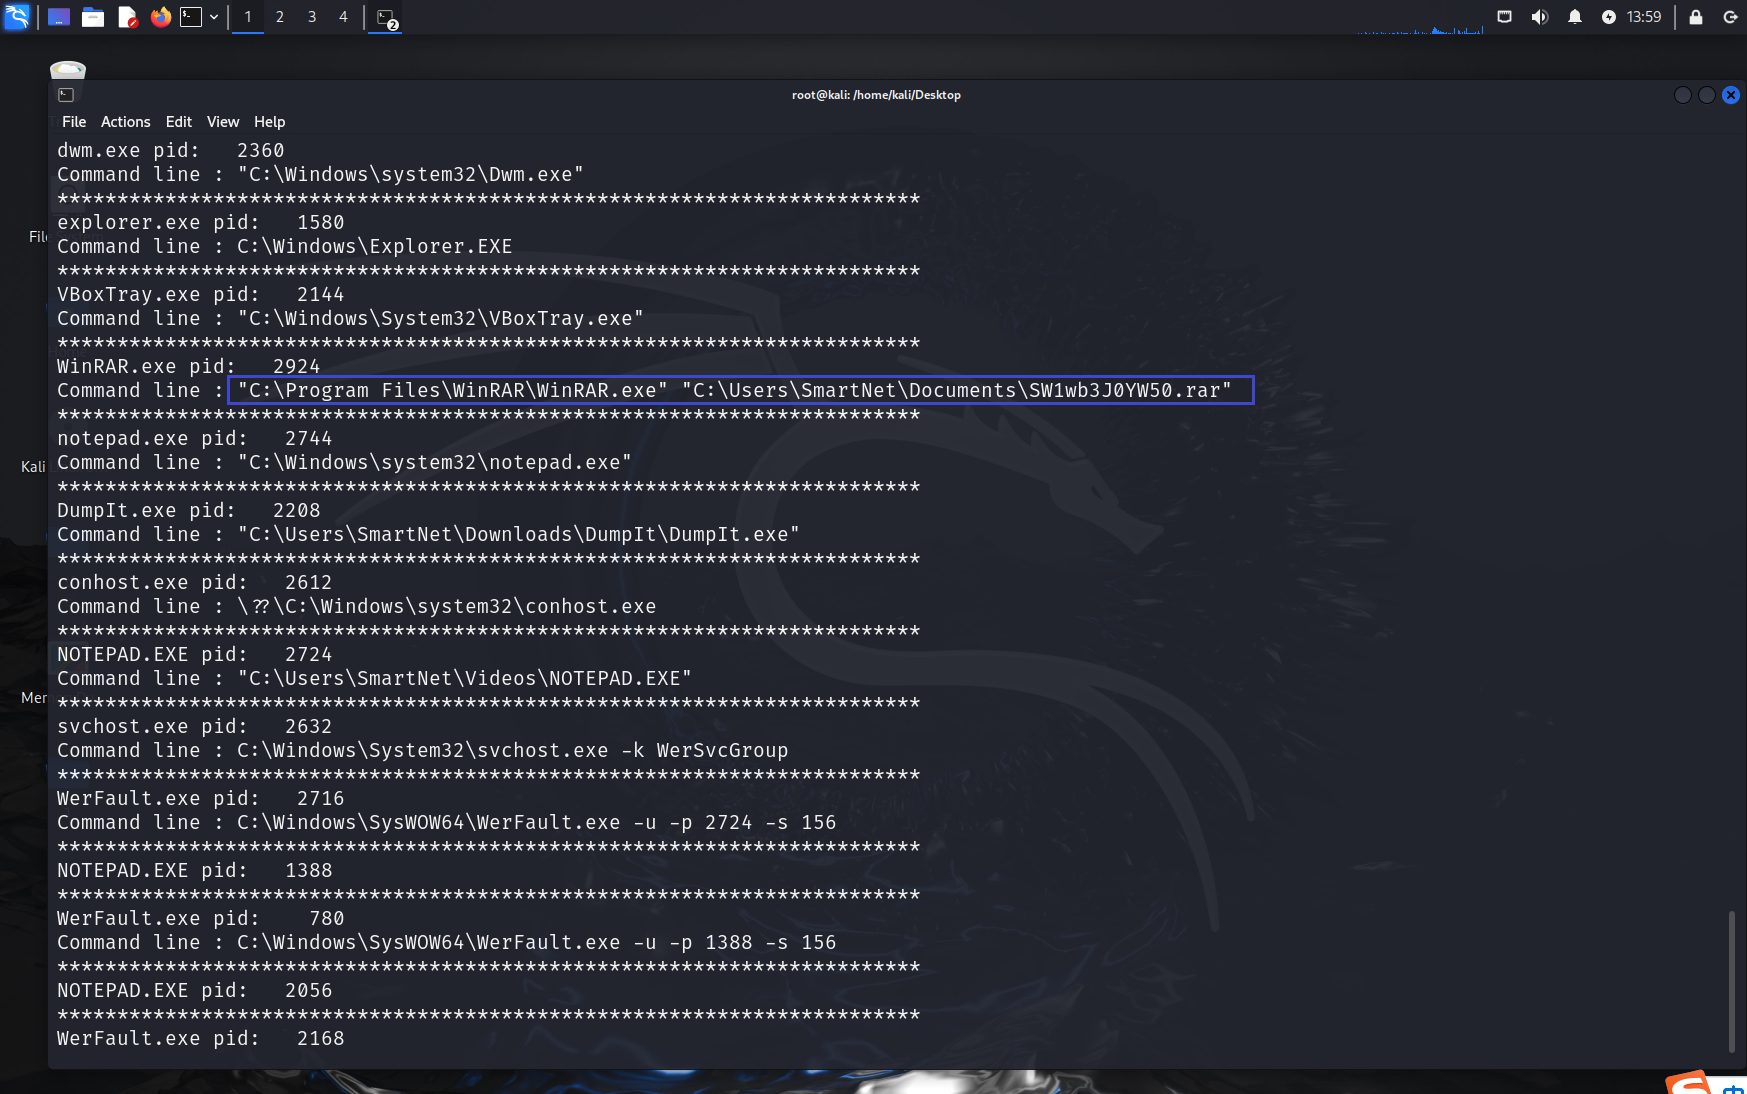 1 2 3 4
2
13:59
root@kali: /home/kali/Desktop
File Actions Edit View Help
dwm.exe pid:   2360
Command line : "C:\Windows\system32\Dwm.exe"
************************************************************************
explorer.exe pid:   1580
Command line : C:\Windows\Explorer.EXE
************************************************************************
VBoxTray.exe pid:   2144
Command line : "C:\Windows\System32\VBoxTray.exe"
************************************************************************
WinRAR.exe pid:   2924
Command line : "C:\Program Files\WinRAR\WinRAR.exe" "C:\Users\SmartNet\Documents\SW1wb3J0YW50.rar"
************************************************************************
notepad.exe pid:   2744
Command line : "C:\Windows\system32\notepad.exe"
************************************************************************
DumpIt.exe pid:   2208
Command line : "C:\Users\SmartNet\Downloads\DumpIt\DumpIt.exe"
************************************************************************
conhost.exe pid:   2612
Command line : \??\C:\Windows\system32\conhost.exe
************************************************************************
NOTEPAD.EXE pid:   2724
Command line : "C:\Users\SmartNet\Videos\NOTEPAD.EXE"
************************************************************************
svchost.exe pid:   2632
Command line : C:\Windows\System32\svchost.exe -k WerSvcGroup
************************************************************************
WerFault.exe pid:   2716
Command line : C:\Windows\SysWOW64\WerFault.exe -u -p 2724 -s 156
************************************************************************
NOTEPAD.EXE pid:   1388
************************************************************************
WerFault.exe pid:    780
Command line : C:\Windows\SysWOW64\WerFault.exe -u -p 1388 -s 156
************************************************************************
NOTEPAD.EXE pid:   2056
************************************************************************
WerFault.exe pid:   2168
Kali